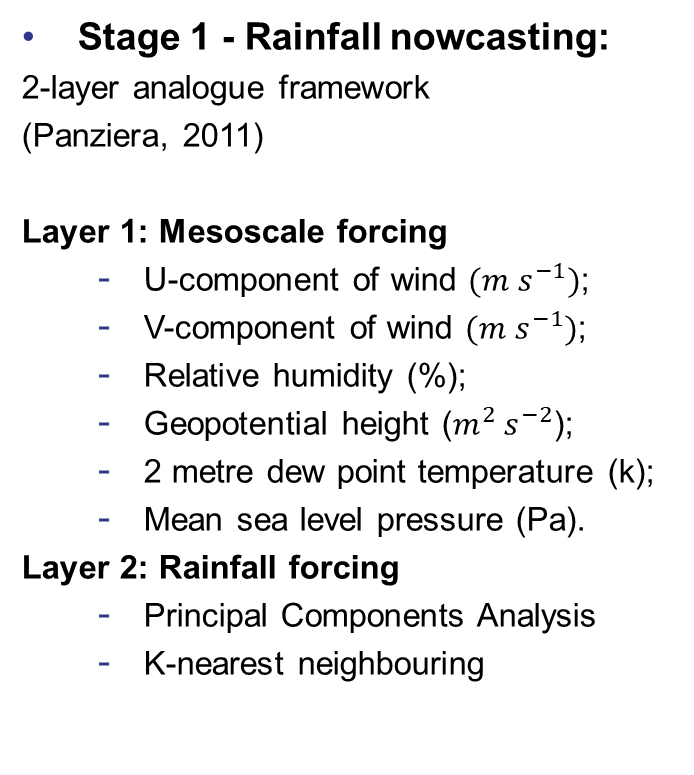 • Stage 1 - Rainfall nowcasting:
2-layer analogue framework
(Panziera, 2011)
Layer 1: Mesoscale forcing
- U-component of wind (m s⁻¹);
- V-component of wind (m s⁻¹);
- Relative humidity (%);
- Geopotential height (m² s⁻²);
- 2 metre dew point temperature (k);
- Mean sea level pressure (Pa).
Layer 2: Rainfall forcing
- Principal Components Analysis
- K-nearest neighbouring